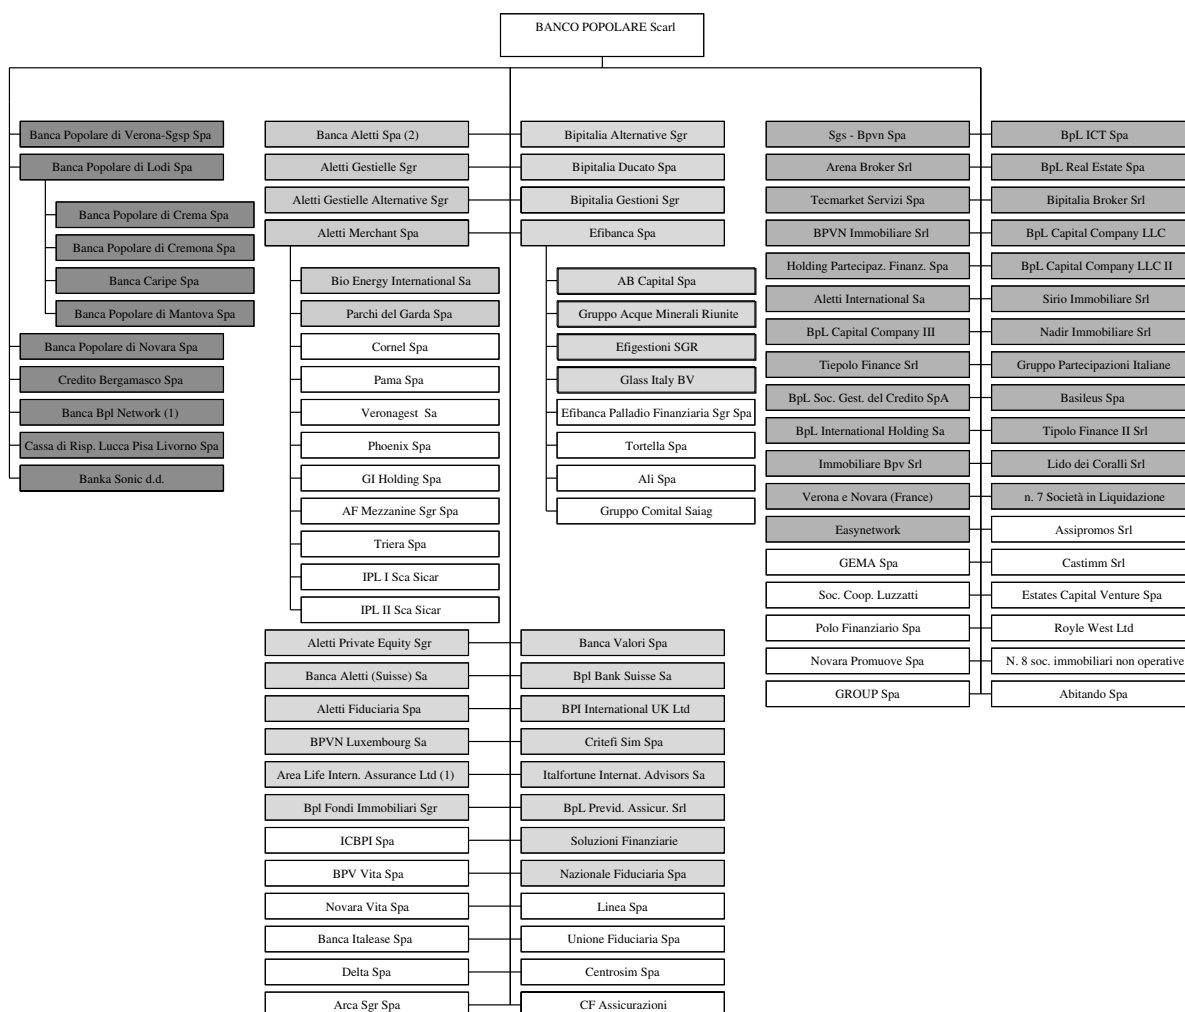 BANCO POPOLARE Scarl
Banca Popolare di Verona-Sgsp Spa
Banca Popolare di Lodi Spa
Banca Popolare di Crema Spa
Banca Popolare di Cremona Spa
Banca Caripe Spa
Banca Popolare di Mantova Spa
Banca Popolare di Novara Spa
Credito Bergamasco Spa
Banca Bpl Network (1)
Cassa di Risp. Lucca Pisa Livorno Spa
Banka Sonic d.d.
Banca Aletti Spa (2)
Aletti Gestielle Sgr
Aletti Gestielle Alternative Sgr
Aletti Merchant Spa
Bio Energy International Sa
Parchi del Garda Spa
Cornel Spa
Pama Spa
Veronagest Sa
Phoenix Spa
GI Holding Spa
AF Mezzanine Sgr Spa
Triera Spa
IPL I Sca Sicar
IPL II Sca Sicar
Aletti Private Equity Sgr
Banca Aletti (Suisse) Sa
Aletti Fiduciaria Spa
BPVN Luxembourg Sa
Area Life Intern. Assurance Ltd (1)
Bpl Fondi Immobiliari Sgr
ICBPI Spa
BPV Vita Spa
Novara Vita Spa
Banca Italease Spa
Delta Spa
Arca Sgr Spa
Bipitalia Alternative Sgr
Bipitalia Ducato Spa
Bipitalia Gestioni Sgr
Efibanca Spa
AB Capital Spa
Gruppo Acque Minerali Riunite
Efigestioni SGR
Glass Italy BV
Efibanca Palladio Finanziaria Sgr Spa
Tortella Spa
Ali Spa
Gruppo Comital Saiag
Banca Valori Spa
Bpl Bank Suisse Sa
BPI International UK Ltd
Critefi Sim Spa
Italfortune Internat. Advisors Sa
BpL Previd. Assicur. Srl
Soluzioni Finanziarie
Nazionale Fiduciaria Spa
Linea Spa
Unione Fiduciaria Spa
Centrosim Spa
CF Assicurazioni
Sgs - Bpvn Spa
Arena Broker Srl
Tecmarket Servizi Spa
BPVN Immobiliare Srl
Holding Partecipaz. Finanz. Spa
Aletti International Sa
BpL Capital Company III
Tiepolo Finance Srl
BpL Soc. Gest. del Credito SpA
BpL International Holding Sa
Immobiliare Bpv Srl
Verona e Novara (France)
Easynetwork
GEMA Spa
Soc. Coop. Luzzatti
Polo Finanziario Spa
Novara Promuove Spa
GROUP Spa
BpL ICT Spa
BpL Real Estate Spa
Bipitalia Broker Srl
BpL Capital Company LLC
BpL Capital Company LLC II
Sirio Immobiliare Srl
Nadir Immobiliare Srl
Gruppo Partecipazioni Italiane
Basileus Spa
Tipolo Finance II Srl
Lido dei Coralli Srl
n. 7 Società in Liquidazione
Assipromos Srl
Castimm Srl
Estates Capital Venture Spa
Royle West Ltd
N. 8 soc. immobiliari non operative
Abitando Spa